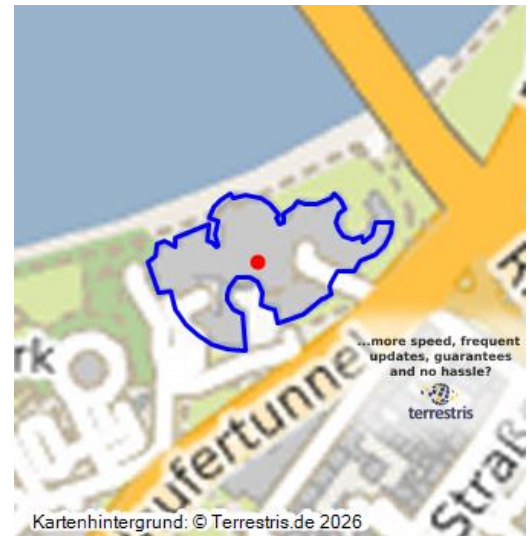 ...more speed, frequent
updates, guarantees
and no hassle?
terrestris
rk
ufertunnel
Straß
Kartenhintergrund: © Terrestris.de 2026